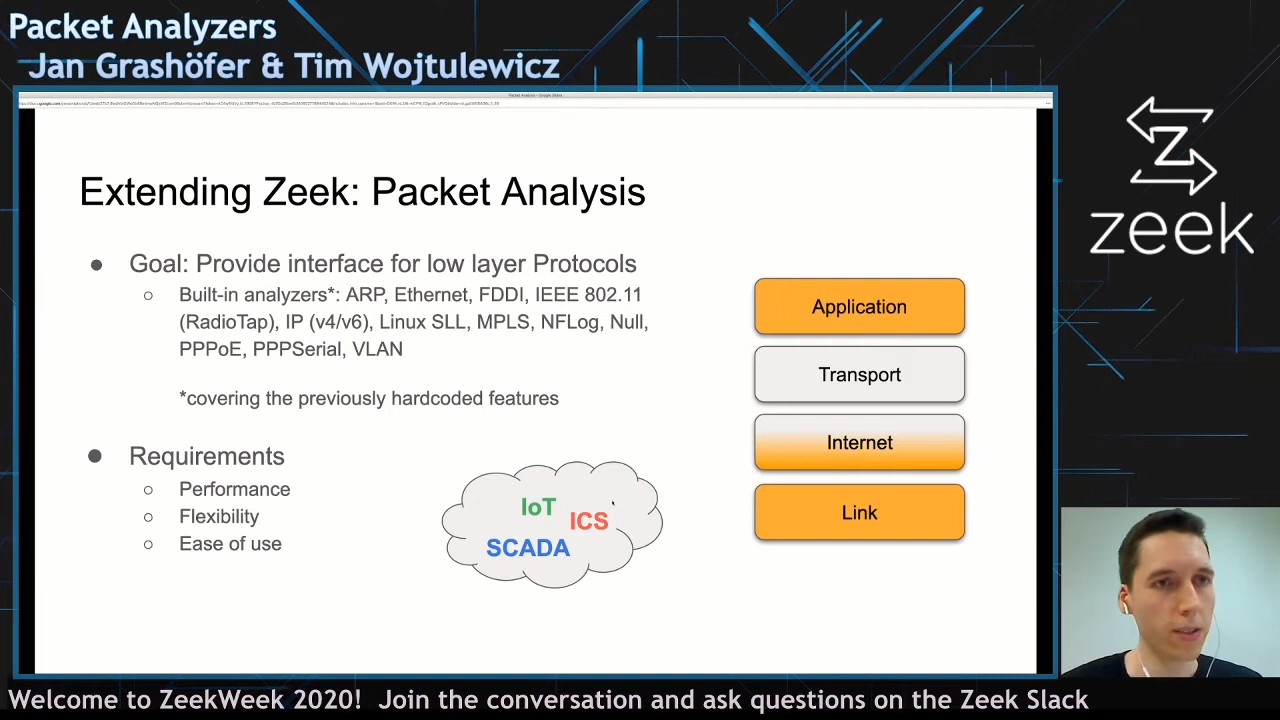 Packet Analyzers
Jan Grashöfer & Tim Wojtulewicz
Extending Zeek: Packet Analysis
● Goal: Provide interface for low layer Protocols
○ Built-in analyzers*: ARP, Ethernet, FDDI, IEEE 802.11
(RadioTap), IP (v4/v6), Linux SLL, MPLS, NFLog, Null,
PPPoE, PPPSerial, VLAN
*covering the previously hardcoded features
● Requirements
○ Performance
○ Flexibility
○ Ease of use
IoT
ICS
SCADA
Application
Transport
Internet
Link
Z
zeek
Welcome to ZeekWeek 2020! Join the conversation and ask questions on the Zeek Slack